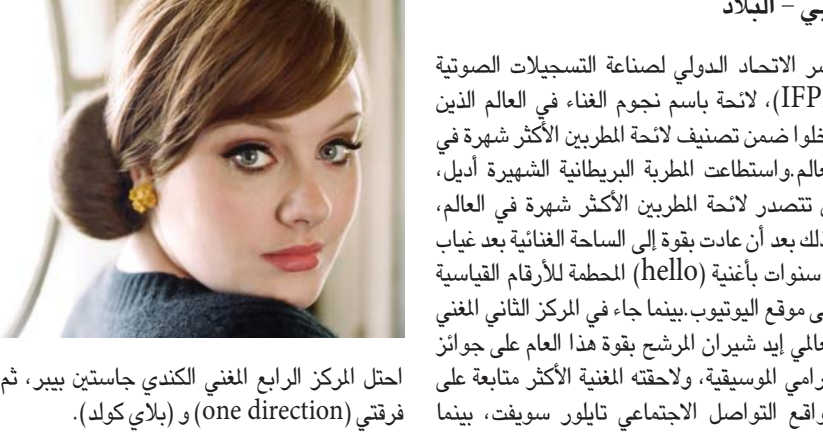 بي – البلاد
شر الاتحاد الدولي لصناعة التسجيلات الصوتية
IFP)، لائحة باسم نجوم الغناء في العالم الذين
خلوا ضمن تصنيف لائحة المطربين الأكثر شهرة في
عالم.واستطاعت المطربة البريطانية الشهيرة أديل،
ن تتصدر لائحة المطربين الأكثر شهرة في العالم،
ذلك بعد أن عادت بقوة إلى الساحة الغنائية بعد غياب
سنوات بأغنية (hello) المحطمة للأرقام القياسية
ى موقع اليوتيوب.بينما جاء في المركز الثاني المغني
عالمي إيد شيران المرشح بقوة هذا العام على جوائز
رامي الموسيقية، ولاحقته المغنية الأكثر متابعة على
واقع التواصل الاجتماعي تايلور سويفت، بينما
احتل المركز الرابع المغني الكندي جاستين بيبر، ثم
فرقتي (one direction) و (بلاي كولد).